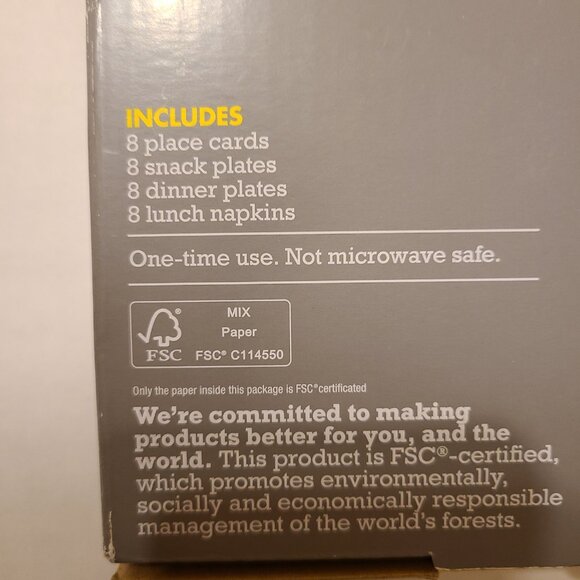 INCLUDES
8 place cards
8 snack plates
8 dinner plates
8 lunch napkins
One-time use. Not microwave safe.
FSC
MIX
Paper
FSC® C114550
Only the paper inside this package is FSC® certificated
We're committed to making
products better for you, and the
world. This product is FSC®-certified,
which promotes environmentally,
socially and economically responsible
management of the world's forests.